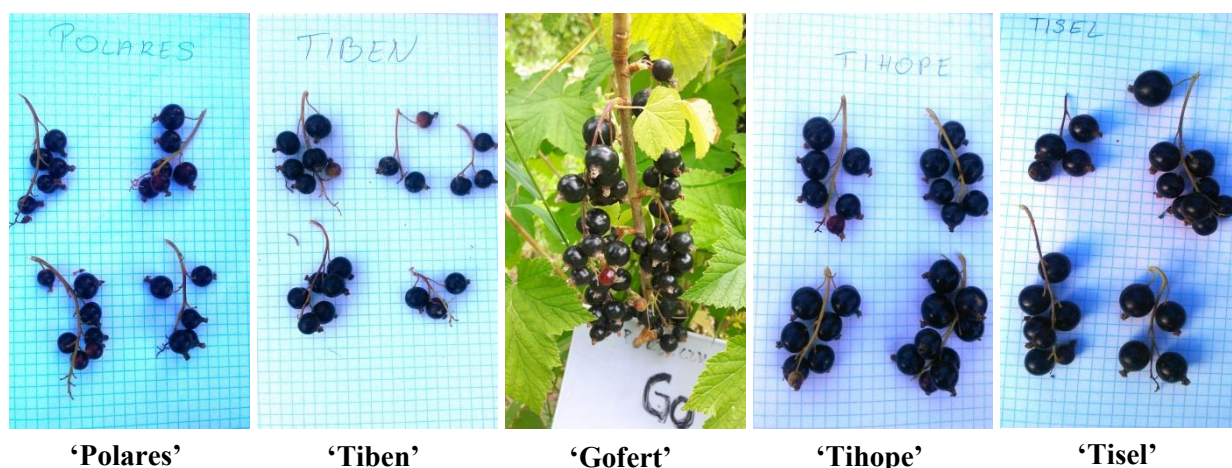 POLARES
TIBEN
TIHOPE
TISEL
Go
‘Polares’
‘Tiben’
‘Gofert’
‘Tihope’
‘Tisel’